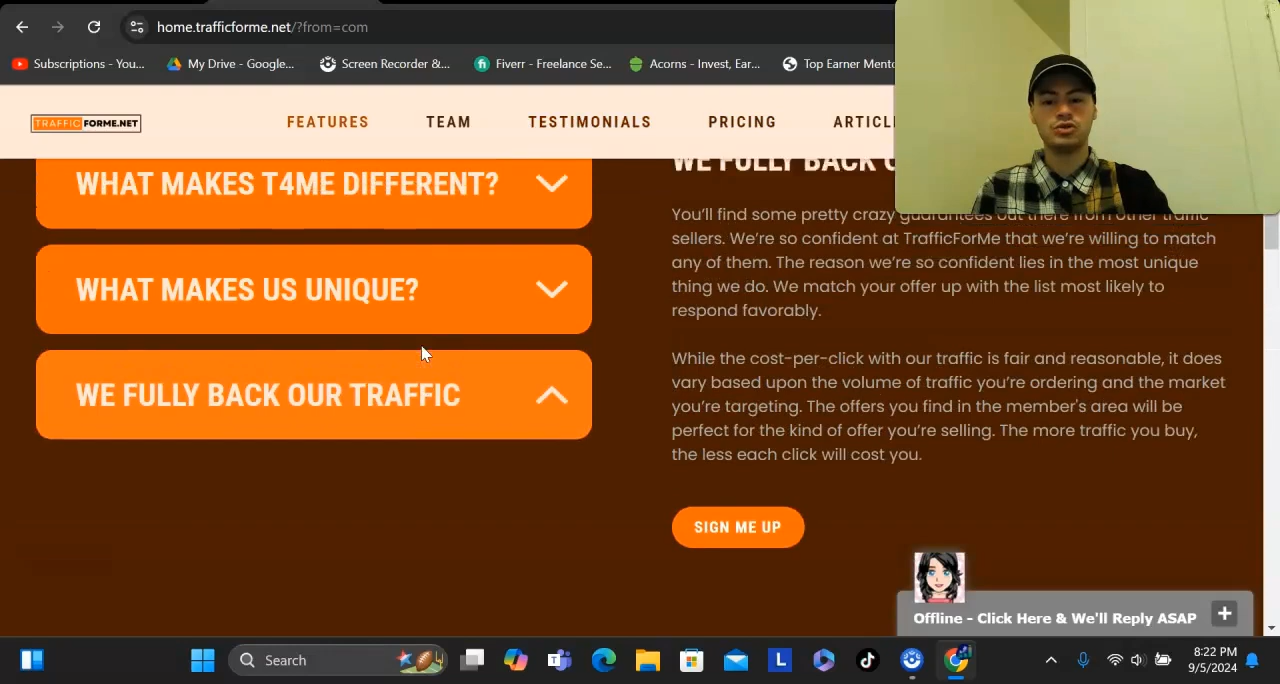 home.trafficforme.net/?from=com
Subscriptions - You...
My Drive - Google...
Screen Recorder &...
Fiverr - Freelance Se...
Acorns - Invest, Ear...
Top Earner Mento
TRAFFICFORME.NET
FEATURES
TEAM
TESTIMONIALS
PRICING
ARTICL
WHAT MAKES T4ME DIFFERENT?
WHAT MAKES US UNIQUE?
WE FULLY BACK OUR TRAFFIC
WE FULLY BACK O
You'll find some pretty crazy guarantees out there from other traffic
sellers. We're so confident at TrafficForMe that we're willing to match
any of them. The reason we're so confident lies in the most unique
thing we do. We match your offer up with the list most likely to
respond favorably.
While the cost-per-click with our traffic is fair and reasonable, it does
vary based upon the volume of traffic you're ordering and the market
you're targeting. The offers you find in the member's area will be
perfect for the kind of offer you're selling. The more traffic you buy,
the less each click will cost you.
SIGN ME UP
Offline - Click Here & We'll Reply ASAP
Search
8:22 PM
9/5/2024